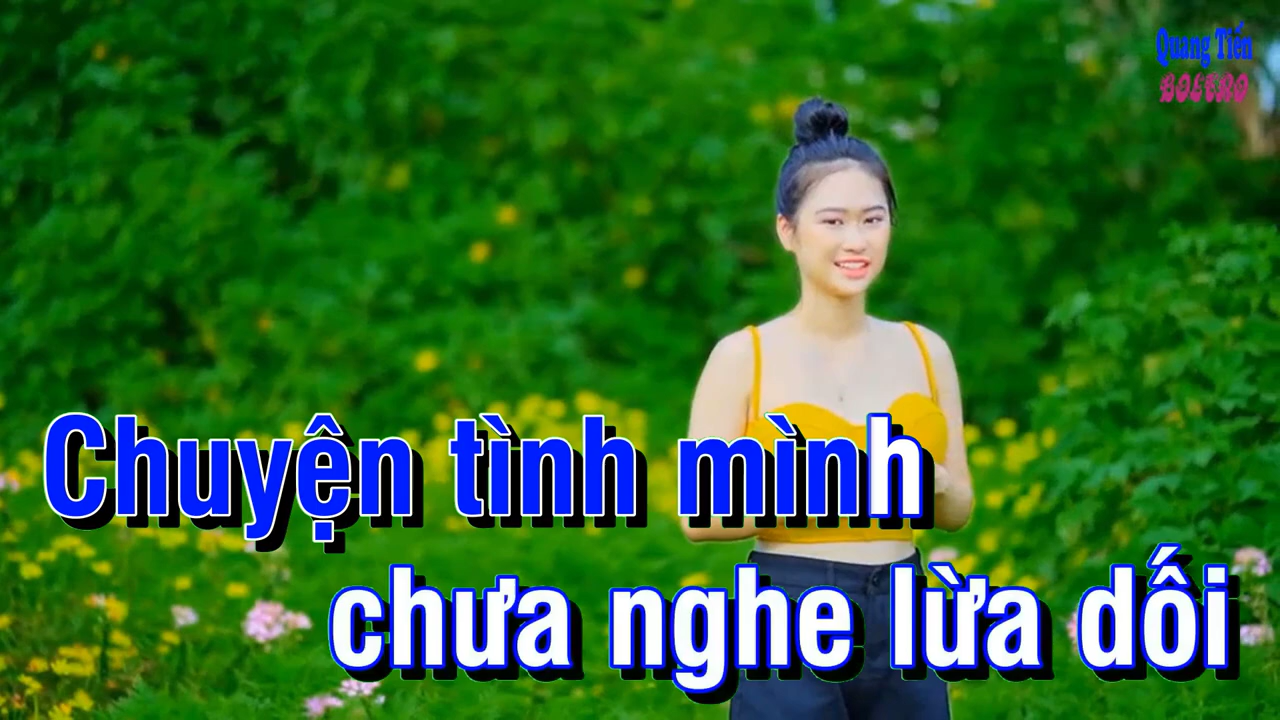 Quang Tiến
BOLERO
Chuyện tình mình
chưa nghe lừa dối